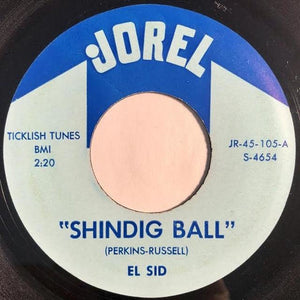 JOREL
TICKLISH TUNES
BMI
2:20
JR-45-105-A
S-4654
"SHINDIG BALL"
(PERKINS-RUSSELL)
EL SID